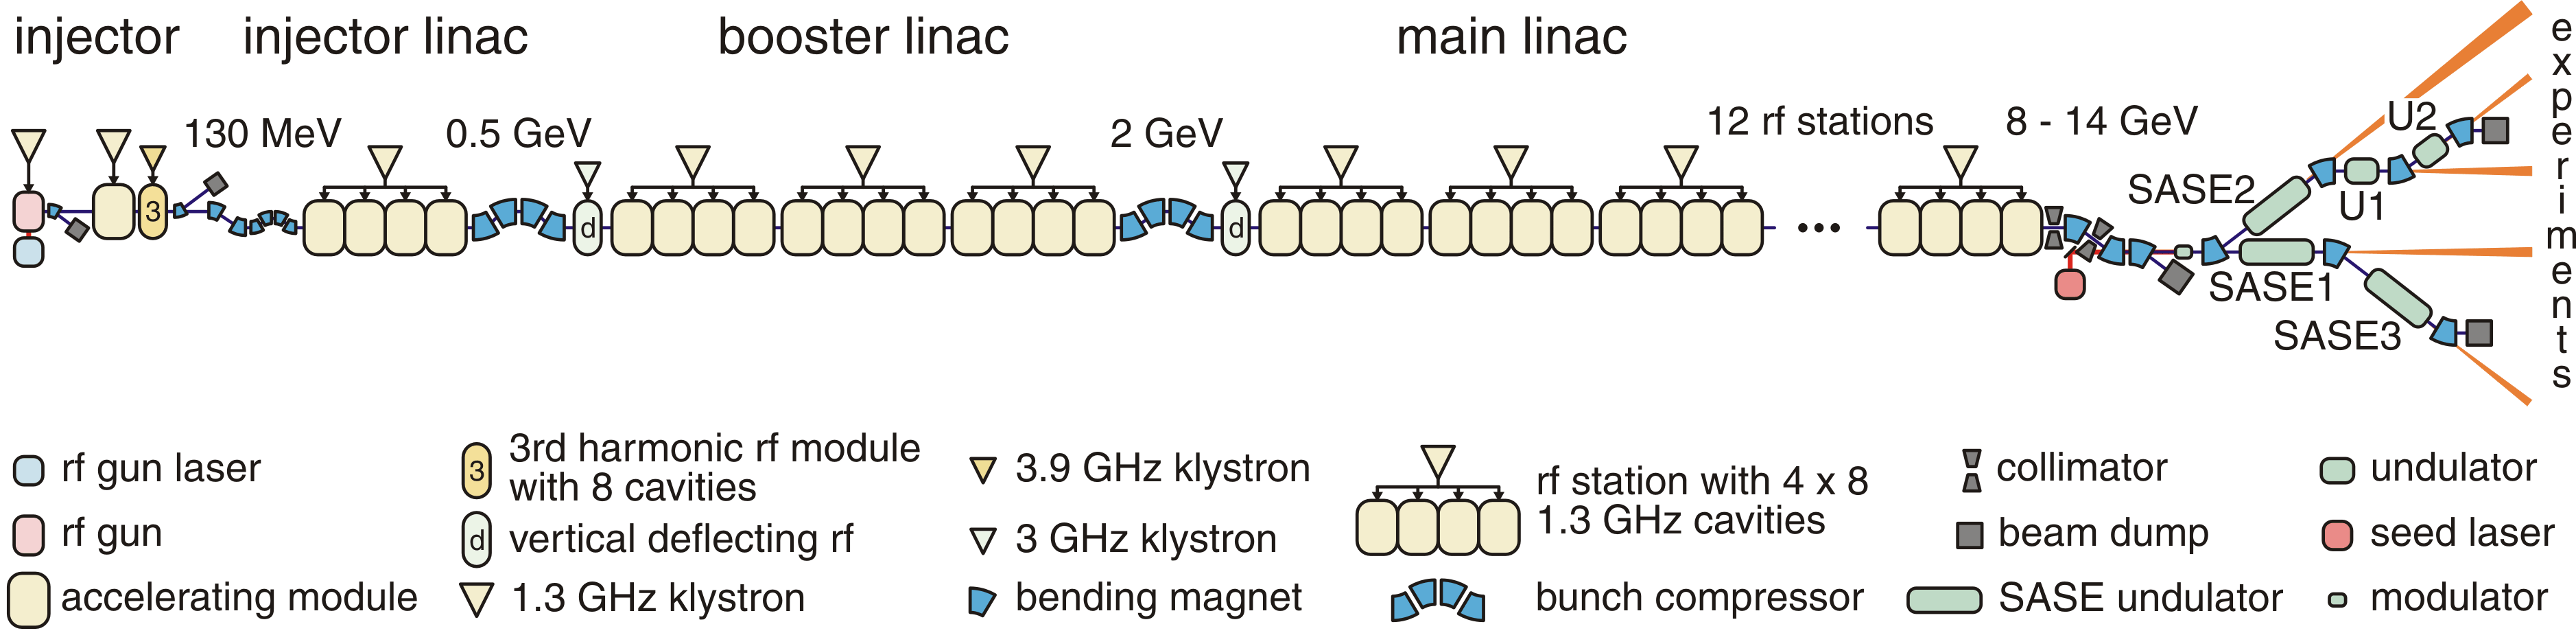 injector
injector linac
booster linac
main linac
130 MeV
0.5 GeV
2 GeV
12 rf stations
8 - 14 GeV
3
d
d
SASE2
U1
U2
SASE1
SASE3
experiments
rf gun laser
rf gun
accelerating module
3
3rd harmonic rf module
with 8 cavities
d
vertical deflecting rf
1.3 GHz klystron
3.9 GHz klystron
3 GHz klystron
bending magnet
rf station with 4 x 8
1.3 GHz cavities
bunch compressor
collimator
beam dump
SASE undulator
undulator
seed laser
modulator